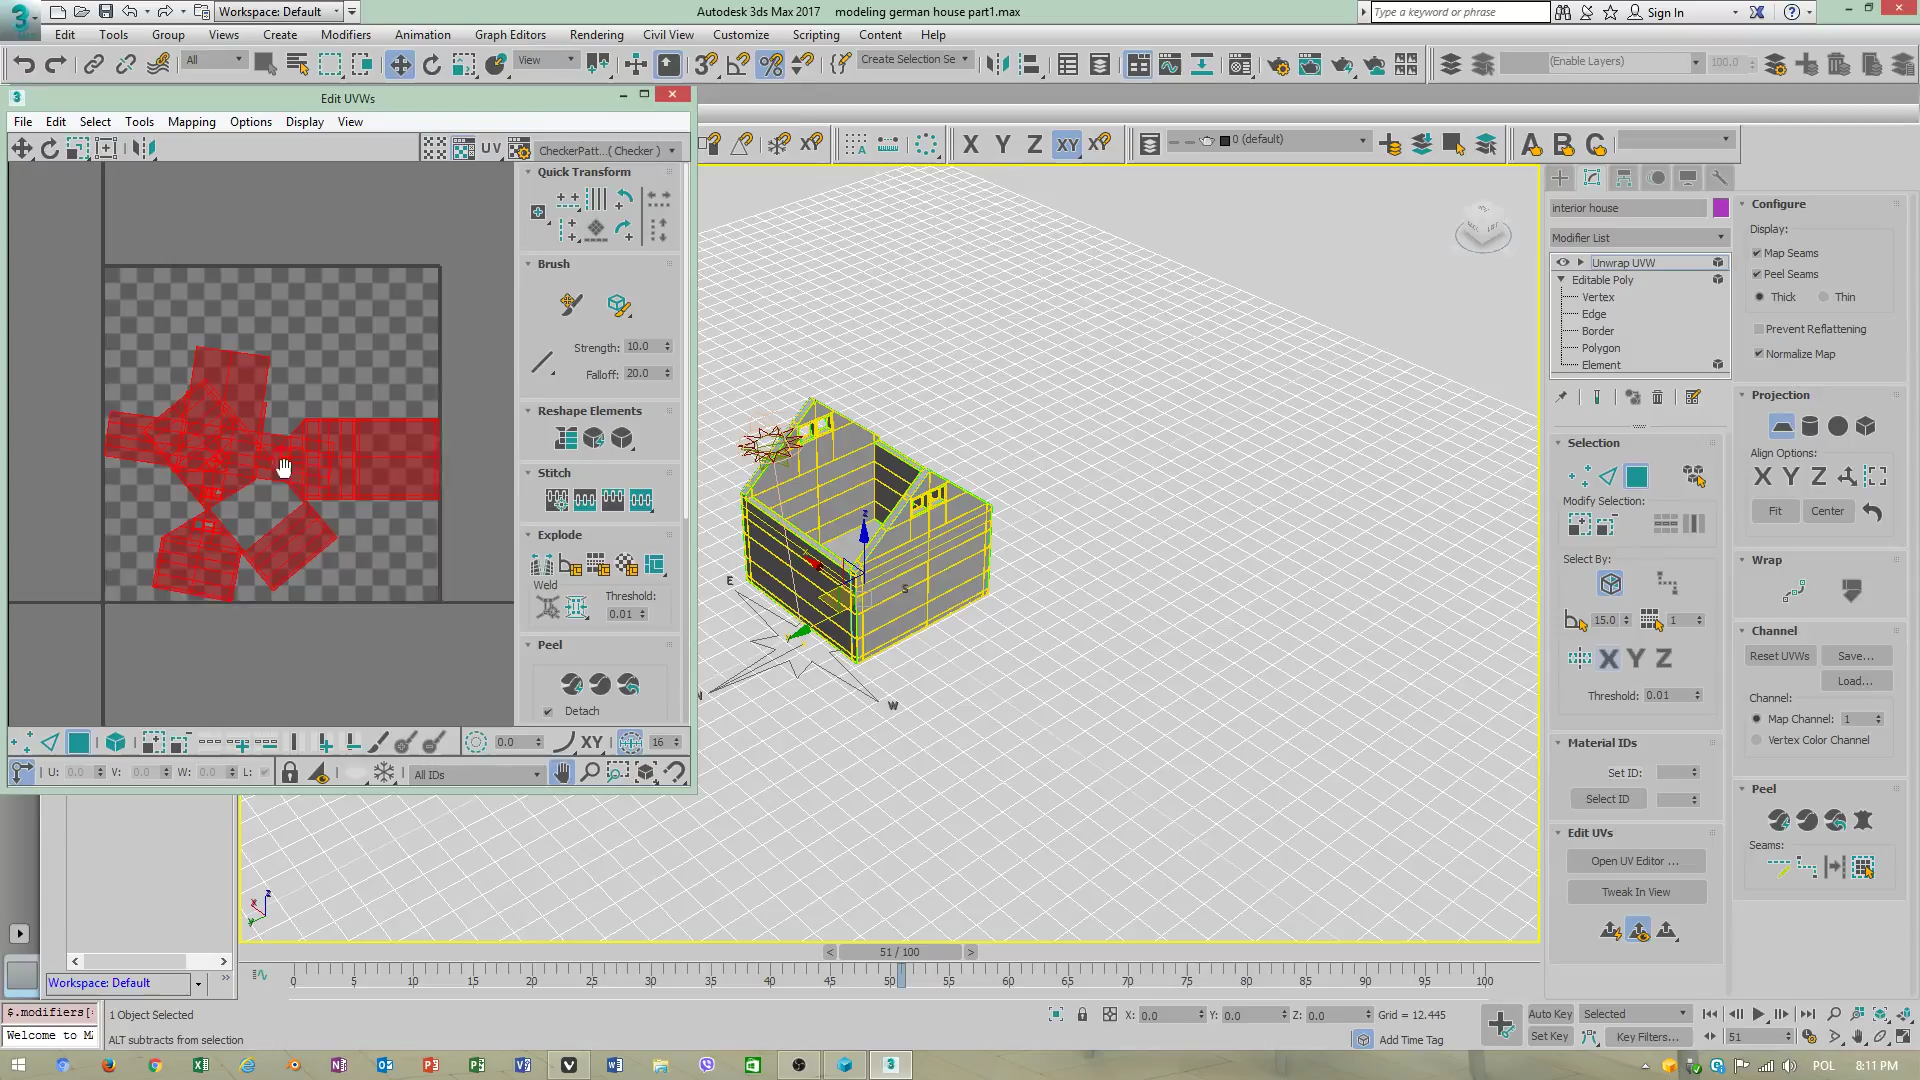 Workspace: Default
Autodesk 3ds Max 2017 modeling german house part1.max
Type a keyword or phrase
Sign In
Edit Tools Group Views Create Modifiers Animation Graph Editors Rendering Civil View Customize Scripting Content Help
All
View
Create Selection Se
(Enable Layers)
100.0
Edit UVWs
File Edit Select Tools Mapping Options Display View
UV
CheckerPatt...( Checker )
X Y Z XY
0 (default)
Quick Transform
Brush
Strength: 10.0
Falloff: 20.0
Reshape Elements
Stitch
Explode
Weld
Threshold:
0.01
Peel
Detach
0.0
XY
16
U: 0.0 V: 0.0 W: 0.0 L:
All IDs
E
S
W
z
interior house
Modifier List
Unwrap UVW
Editable Poly
Vertex
Edge
Border
Polygon
Element
Selection
Modify Selection:
Select By:
15.0
1
X Y Z
Threshold: 0.01
Material IDs
Set ID:
Select ID
Edit UVs
Open UV Editor ...
Tweak In View
Configure
Display:
Map Seams
Peel Seams
Thick Thin
Prevent Reflattening
Normalize Map
Projection
Align Options:
X Y Z
Fit Center
Wrap
Channel
Reset UVWs Save...
Load...
Channel:
Map Channel: 1
Vertex Color Channel
Peel
Seams:
51 / 100
0 5 10 15 20 25 30 35 40 45 50 55 60 65 70 75 80 85 90 95 100
Workspace: Default
$.modifiers[
Welcome to M
1 Object Selected
ALT subtracts from selection
X: 0.0 Y: 0.0 Z: 0.0 Grid = 12.445
Add Time Tag
Auto Key Selected
Set Key Key Filters...
51
POL 8:11 PM